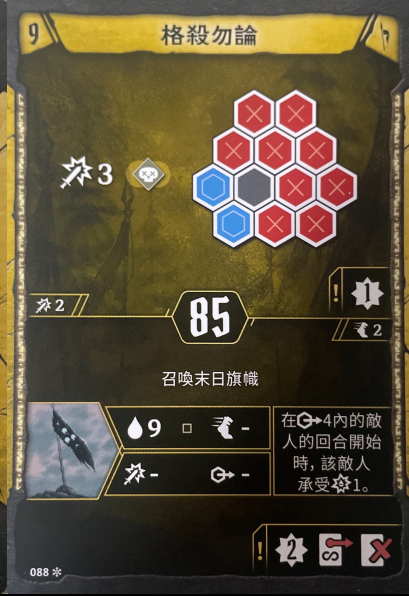 9 格殺勿論
3
1
2
85
2
召喚末日旗幟
9 -
- -
在4內的敵
人的回合開始
時，該敵人
承受1。
2
088